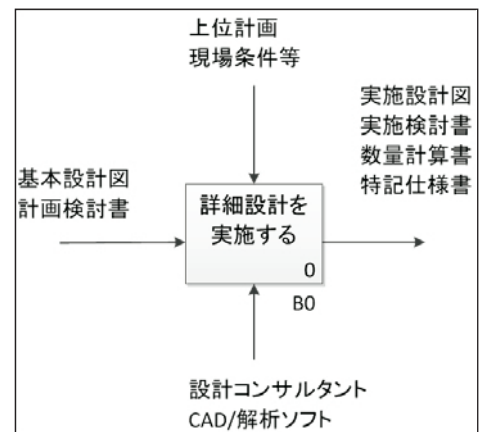 上位計画
現場条件等
実施設計図
実施検討書
数量計算書
特記仕様書
基本設計図
計画検討書
詳細設計を
実施する
0
B0
設計コンサルタント
CAD/解析ソフト